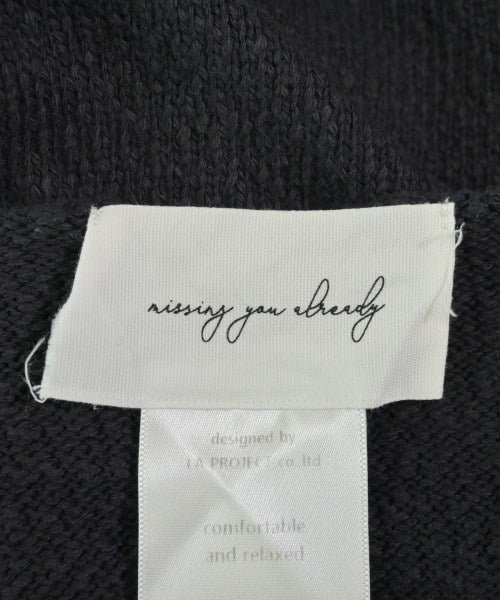 missing you already
designed by
LA PROJECT co.,ltd.
comfortable
and relaxed